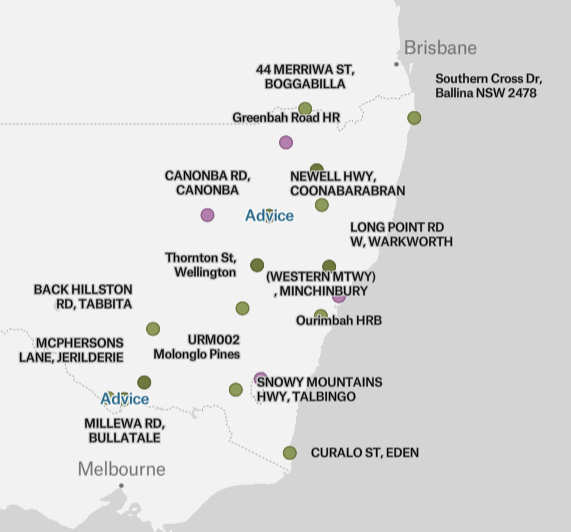 Brisbane
44 MERRIWA ST,
BOGGABILLA
Southern Cross Dr,
Ballina NSW 2478
Greenbah Road HR
CANONBA RD,
CANONBA
NEWELL HWY,
COONABARABRAN
Advice
LONG POINT RD
W, WARKWORTH
Thornton St,
Wellington
(WESTERN MTWY)
, MINCHINBURY
BACK HILLSTON
RD, TABBITA
Ourimbah HRB
MCPHERSONS
LANE, JERILDERIE
URM002
Molonglo Pines
SNOWY MOUNTAINS
HWY, TALBINGO
Advice
MILLEWA RD,
BULLATALE
CURALO ST, EDEN
Melbourne